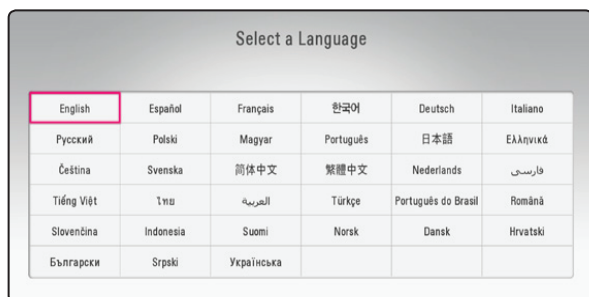 Select a Language
English Español Français 한국어 Deutsch Italiano
Русский Polski Magyar Português 日本語 Ελληνικά
Čeština Svenska 简体中文 繁體中文 Nederlands فارسی
Tiếng Việt ไทย العربية Türkçe Português do Brasil Română
Slovenčina Indonesia Suomi Norsk Dansk Hrvatski
Български Srpski Українська